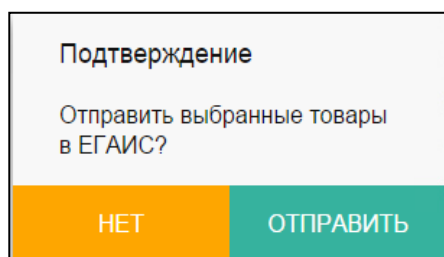 Подтверждение
Отправить выбранные товары
в ЕГАИС?
НЕТ
ОТПРАВИТЬ